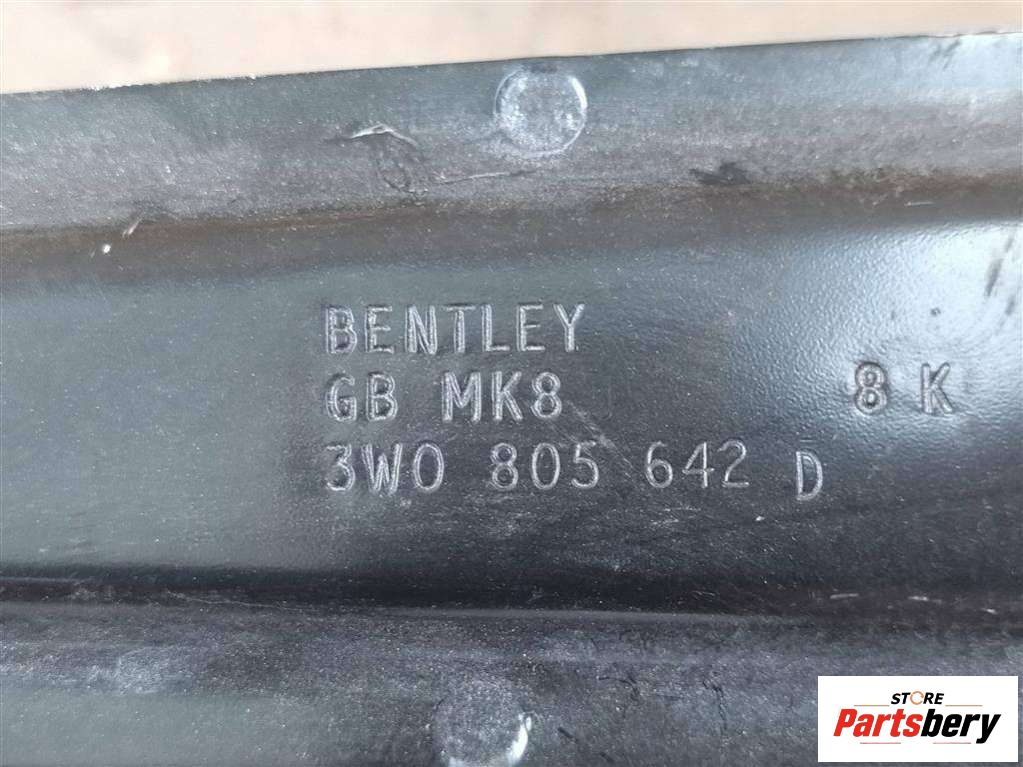 BENTLEY
GB MK8
8 K
3W0 805 642 D
STORE
Partsbery